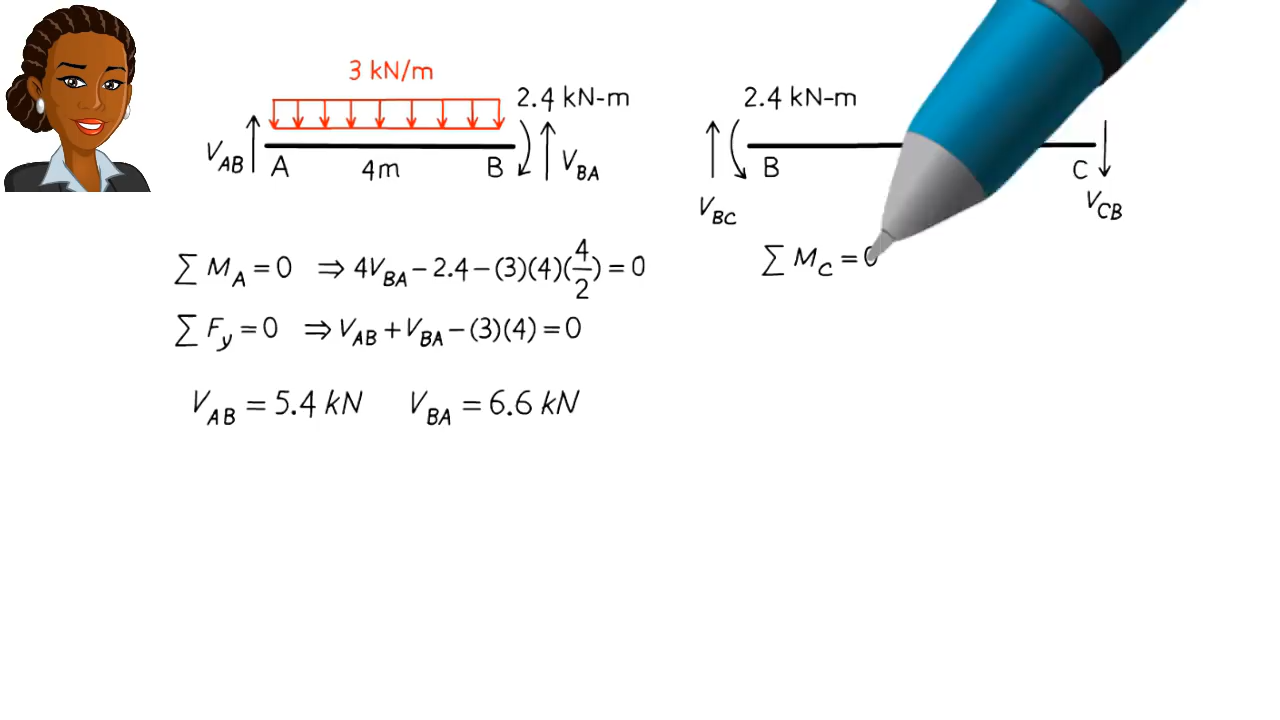 3 kN/m
2.4 kN-m
V_AB
A
4m
B
V_BA
2.4 kN-m
V_BC
B
C
V_CB
∑ M_A = 0 ⇒ 4V_BA − 2.4 − (3)(4)(4/2) = 0
∑ F_y = 0 ⇒ V_AB + V_BA − (3)(4) = 0
V_AB = 5.4 kN V_BA = 6.6 kN
∑ M_C = 0